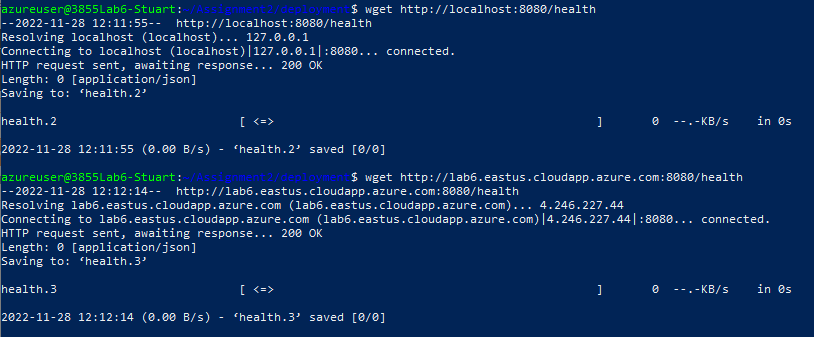 azureuser@3855Lab6-Stuart:~/Assignment2/deployment$ wget http://localhost:8080/health
--2022-11-28 12:11:55--  http://localhost:8080/health
Resolving localhost (localhost)... 127.0.0.1
Connecting to localhost (localhost)|127.0.0.1|:8080... connected.
HTTP request sent, awaiting response... 200 OK
Length: 0 [application/json]
Saving to: ‘health.2’
health.2                          [ <=>                                                ]       0  --.-KB/s    in 0s
2022-11-28 12:11:55 (0.00 B/s) - ‘health.2’ saved [0/0]
azureuser@3855Lab6-Stuart:~/Assignment2/deployment$ wget http://lab6.eastus.cloudapp.azure.com:8080/health
--2022-11-28 12:12:14--  http://lab6.eastus.cloudapp.azure.com:8080/health
Resolving lab6.eastus.cloudapp.azure.com (lab6.eastus.cloudapp.azure.com)... 4.246.227.44
Connecting to lab6.eastus.cloudapp.azure.com (lab6.eastus.cloudapp.azure.com)|4.246.227.44|:8080... connected.
HTTP request sent, awaiting response... 200 OK
Length: 0 [application/json]
Saving to: ‘health.3’
health.3                          [ <=>                                                ]       0  --.-KB/s    in 0s
2022-11-28 12:12:14 (0.00 B/s) - ‘health.3’ saved [0/0]